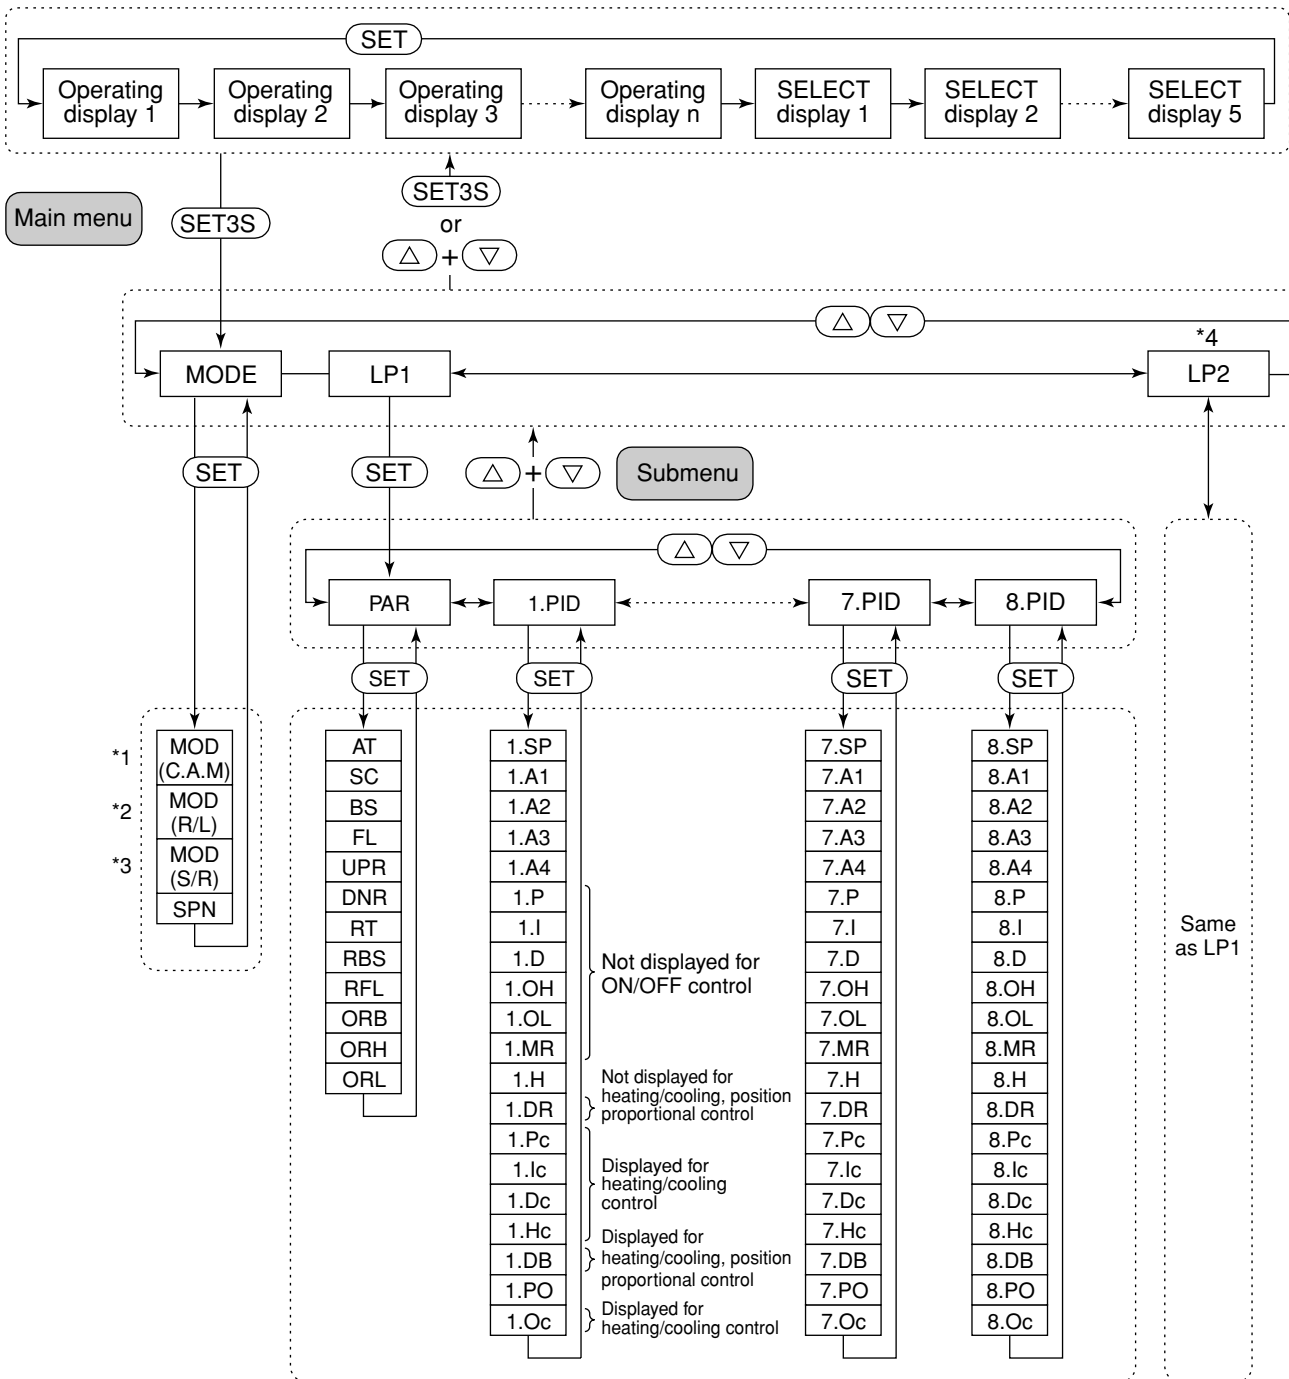 SET
Operating
display 1
Operating
display 2
Operating
display 3
Operating
display n
SELECT
display 1
SELECT
display 2
SELECT
display 5
Main menu
SET3S
SET3S
or
△ + ▽
△ ▽
*4
MODE
LP1
LP2
SET
SET
△ + ▽
Submenu
△ ▽
PAR
1.PID
7.PID
8.PID
SET
SET
SET
SET
*1
MOD
(C.A.M)
*2
MOD
(R/L)
*3
MOD
(S/R)
SPN
AT
SC
BS
FL
UPR
DNR
RT
RBS
RFL
ORB
ORH
ORL
1.SP
1.A1
1.A2
1.A3
1.A4
1.P
1.I
1.D
1.OH
1.OL
1.MR
1.H
1.DR
1.Pc
1.Ic
1.Dc
1.Hc
1.DB
1.PO
1.Oc
Not displayed for
ON/OFF control
Not displayed for
heating/cooling, position
proportional control
Displayed for
heating/cooling
control
Displayed for
heating/cooling, position
proportional control
Displayed for
heating/cooling control
7.SP
7.A1
7.A2
7.A3
7.A4
7.P
7.I
7.D
7.OH
7.OL
7.MR
7.H
7.DR
7.Pc
7.Ic
7.Dc
7.Hc
7.DB
7.PO
7.Oc
8.SP
8.A1
8.A2
8.A3
8.A4
8.P
8.I
8.D
8.OH
8.OL
8.MR
8.H
8.DR
8.Pc
8.Ic
8.Dc
8.Hc
8.DB
8.PO
8.Oc
Same
as LP1